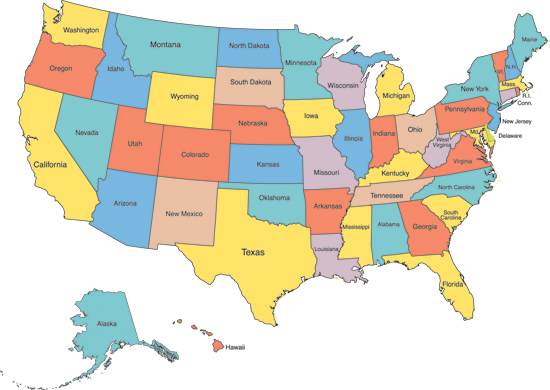 Washington
Montana
North Dakota
Minnesota
Maine
Oregon
Idaho
South Dakota
Wisconsin
Michigan
Vt.
N.H.
New York
Mass.
R.I.
Conn.
Wyoming
Iowa
Nebraska
Pennsylvania
New Jersey
Nevada
Utah
Colorado
Kansas
Illinois
Indiana
Ohio
Md.
Delaware
West
Virginia
Virgina
California
Missouri
Kentucky
Arizona
New Mexico
Oklahoma
Arkansas
Tennessee
North Carolina
South
Carolina
Texas
Louisiana
Mississippi
Alabama
Georgia
Florida
Alaska
Hawaii